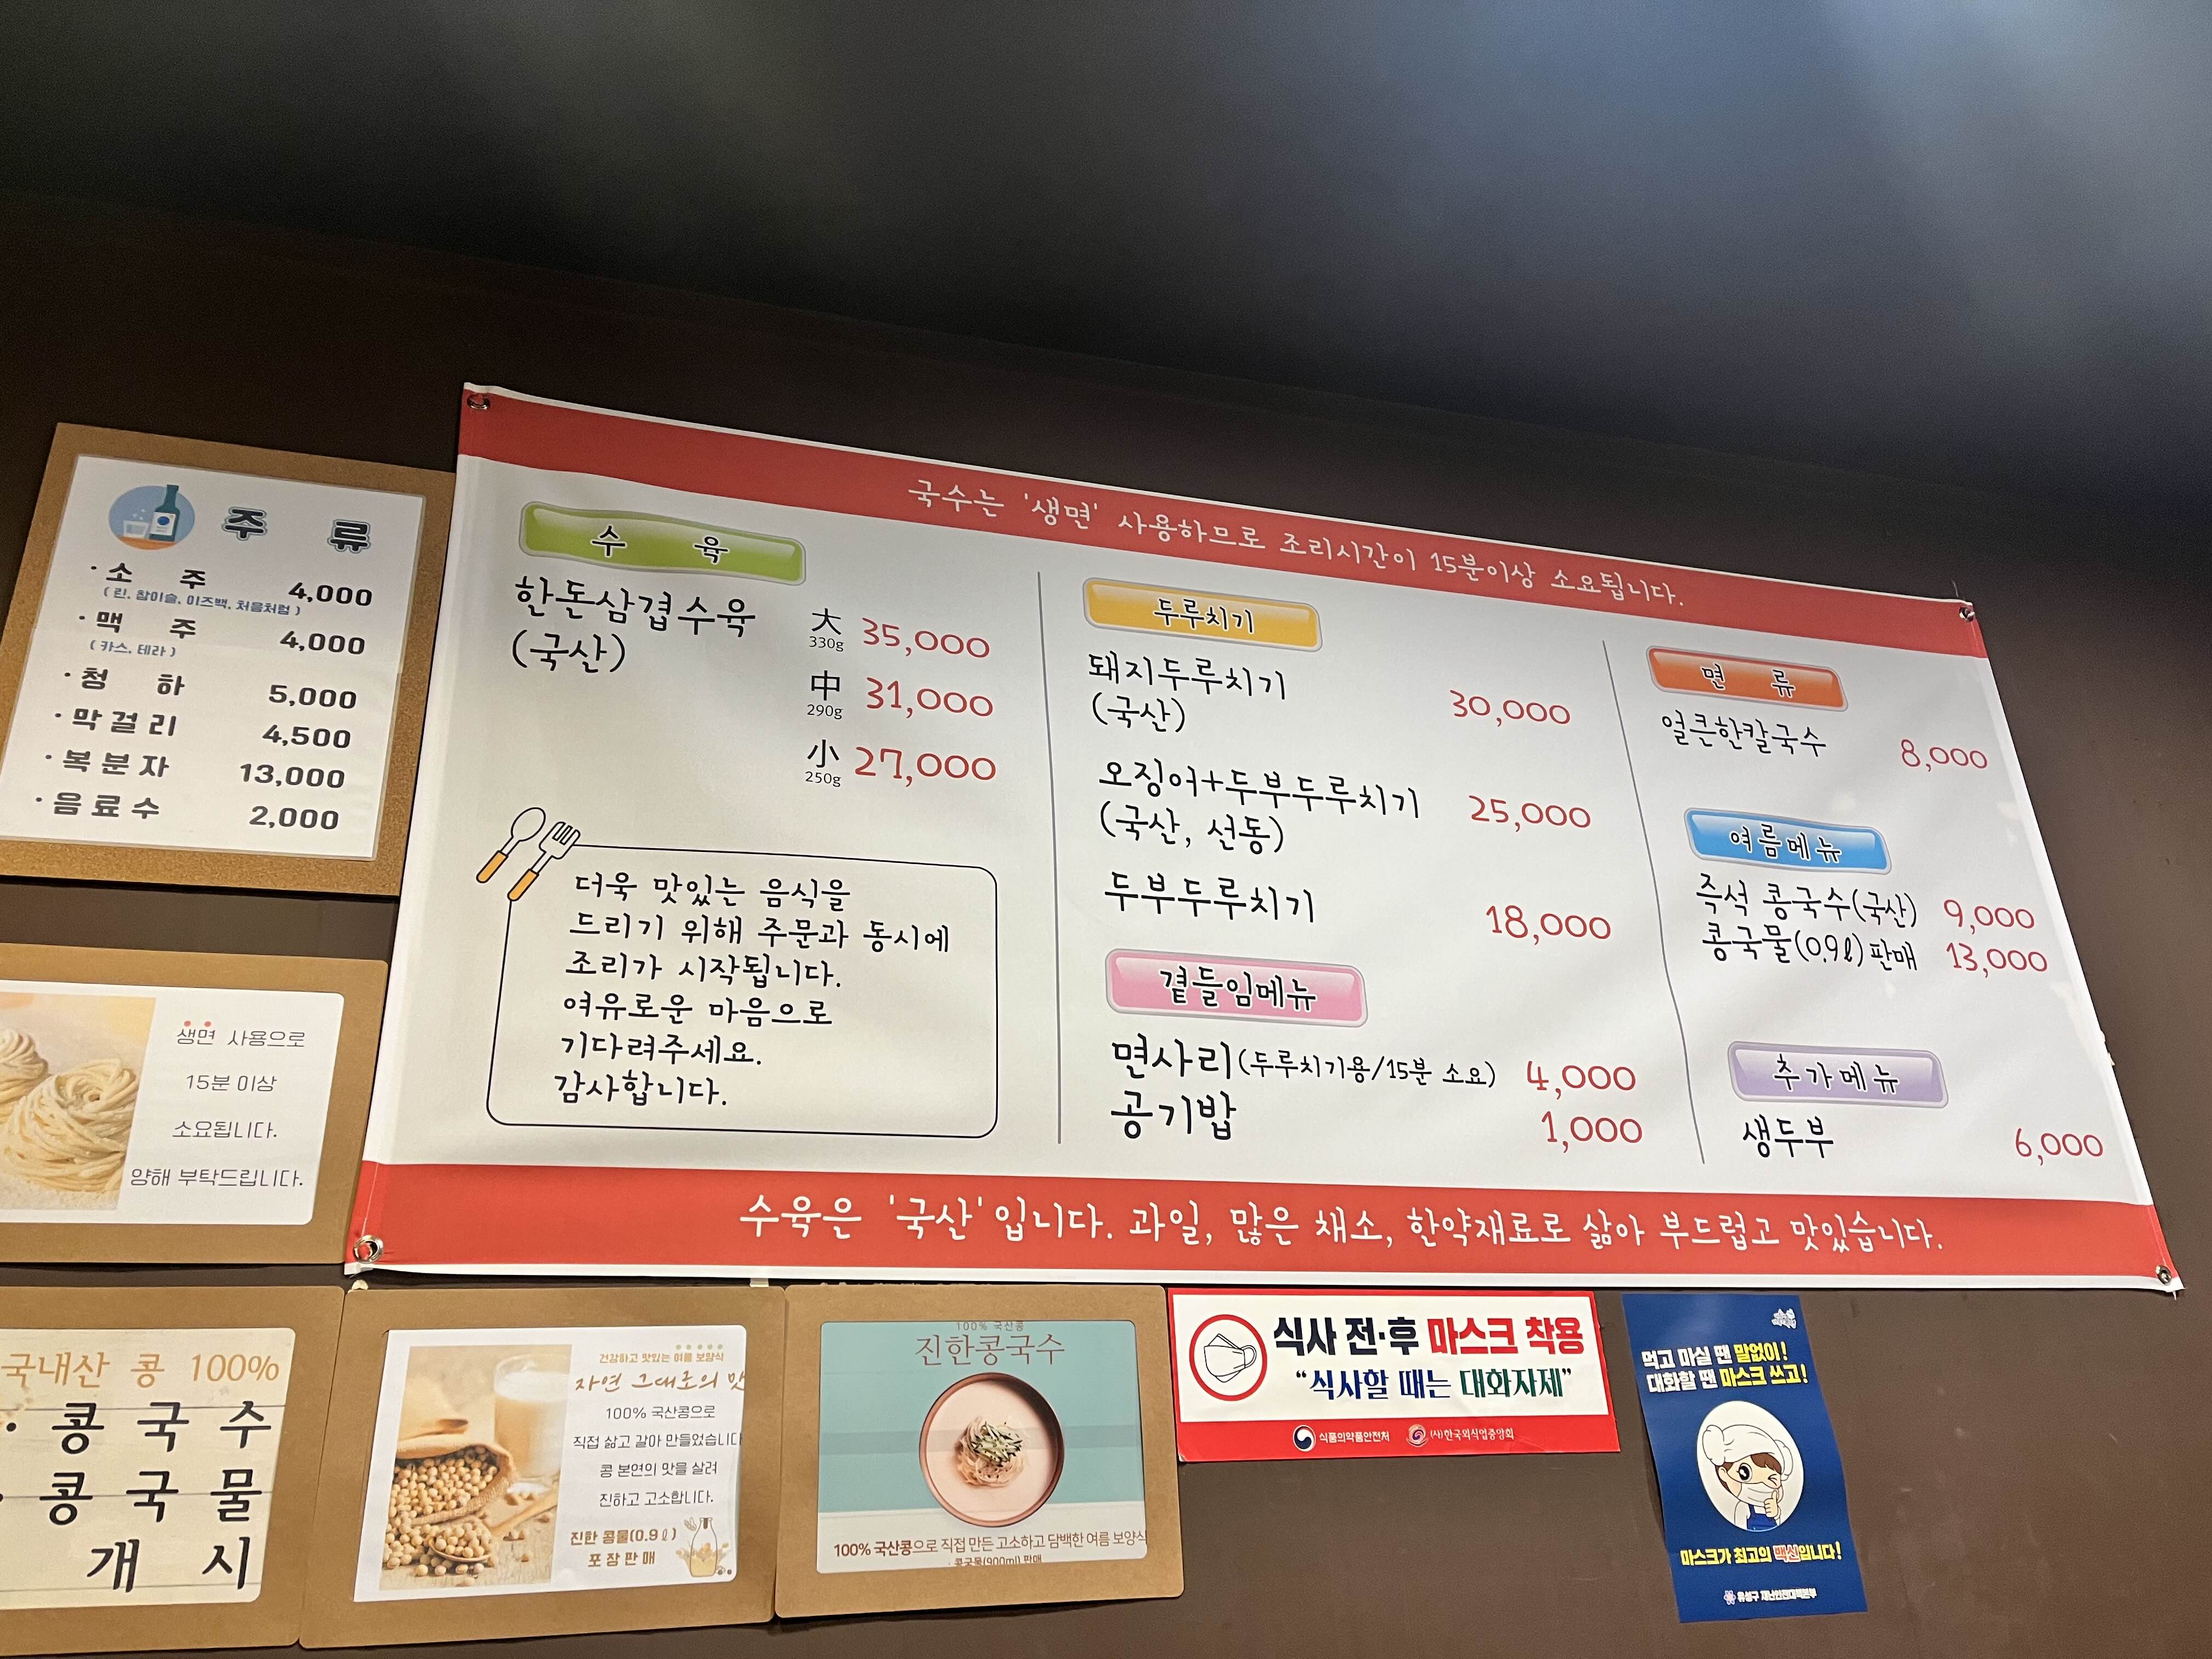 주 류
· 소 주 4,000
( 린, 참이슬, 이즈백, 처음처럼 )
· 맥 주 4,000
( 카스, 테라 )
· 청 하 5,000
· 막걸리 4,500
· 복분자 13,000
· 음료수 2,000
생면 사용으로
15분 이상
소요됩니다.
양해 부탁드립니다.
국수는 '생면' 사용하므로 조리시간이 15분이상 소요됩니다.
수 육
한돈삼겹수육
(국산)
大 330g 35,000
中 290g 31,000
小 250g 27,000
더욱 맛있는 음식을
드리기 위해 주문과 동시에
조리가 시작됩니다.
여유로운 마음으로
기다려주세요.
감사합니다.
두루치기
돼지두루치기
(국산) 30,000
오징어+두부두루치기 25,000
(국산, 선동)
두부두루치기 18,000
곁들임메뉴
면사리(두루치기용/15분 소요) 4,000
공기밥 1,000
면 류
얼큰한칼국수 8,000
여름메뉴
즉석 콩국수(국산) 9,000
콩국물(0.9ℓ)판매 13,000
추가메뉴
생두부 6,000
수육은 '국산'입니다. 과일, 많은 채소, 한약재료로 삶아 부드럽고 맛있습니다.
국내산 콩 100%
· 콩 국 수
· 콩 국 물
개 시
건강하고 맛있는 여름 보양식
자연 그대로의 맛
100% 국산콩으로
직접 삶고 갈아 만들었습니다
콩 본연의 맛을 살려
진하고 고소합니다.
진한 콩물(0.9ℓ)
포장판매
100% 국산콩
진한콩국수
100% 국산콩으로 직접 만든 고소하고 담백한 여름 보양식
· 콩국물(900ml) 판매
식사 전·후 마스크 착용
“식사할 때는 대화자제”
식품의약품안전처 (사)한국외식업중앙회
먹고 마실 땐 말없이!
대화할 땐 마스크 쓰고!
마스크가 최고의 백신입니다!
유성구 재난안전대책본부